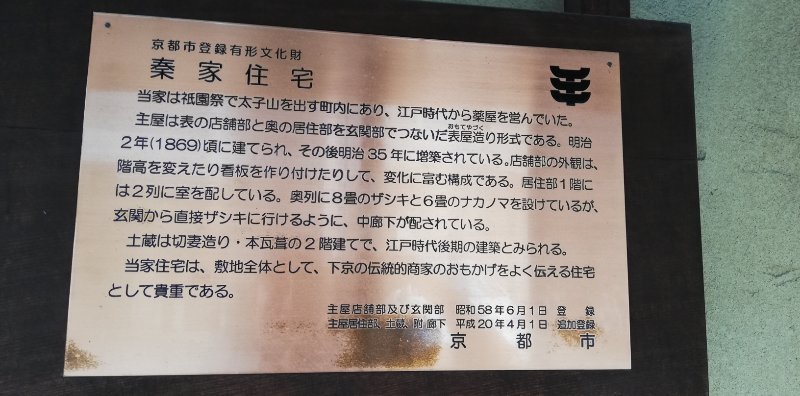 京都市登録有形文化財
秦家住宅
当家は祇園祭で太子山を出す町内にあり、江戸時代から薬屋を営んでいた。
おもてやづく
主屋は表の店舗部と奥の居住部を玄関部でつないだ表屋造り形式である。明治
2年(1869)頃に建てられ、その後明治35年に増築されている。店舗部の外観は、
階高を変えたり看板を作り付けたりして、変化に富む構成である。居住部1階に
は2列に室を配している。奥列に8畳のザシキと6畳のナカノマを設けているが、
玄関から直接ザシキに行けるように、中廊下が配されている。
土蔵は切妻造り・本瓦葺の2階建てで、江戸時代後期の建築とみられる。
当家住宅は、敷地全体として、下京の伝統的商家のおもかげをよく伝える住宅
として貴重である。
主屋店舗部及び玄関部 昭和58年6月1日 登録
主屋居住部、土蔵、附 廊下 平成20年4月1日 追加登録
京都市